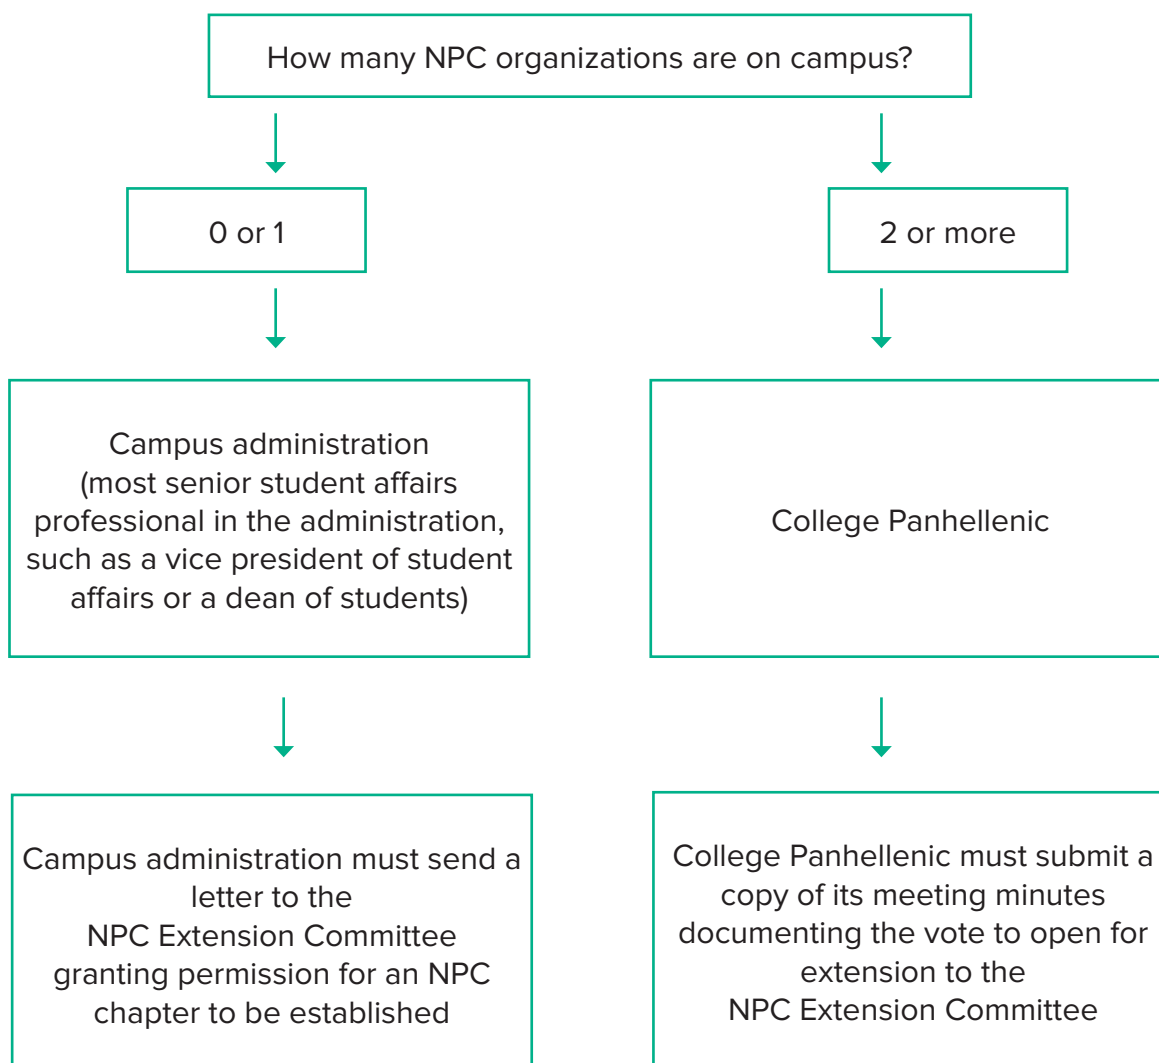 How many NPC organizations are on campus?
0 or 1
2 or more
Campus administration
(most senior student affairs
professional in the administration,
such as a vice president of student
affairs or a dean of students)
College Panhellenic
Campus administration must send a
letter to the
NPC Extension Committee
granting permission for an NPC
chapter to be established
College Panhellenic must submit a
copy of its meeting minutes
documenting the vote to open for
extension to the
NPC Extension Committee